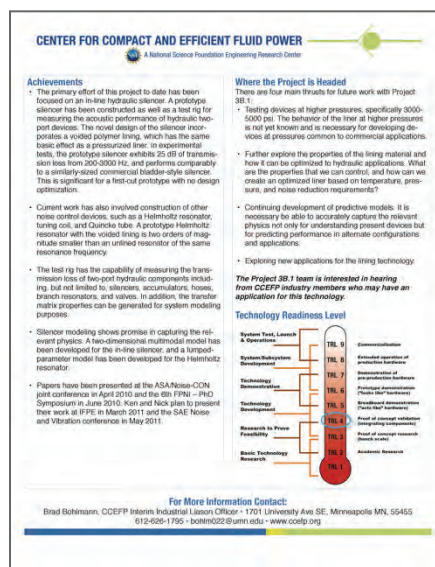 CENTER FOR COMPACT AND EFFICIENT FLUID POWER
A National Science Foundation Engineering Research Center
Achievements
• The primary effort of this project to date has been
focused on an in-line hydraulic silencer. A prototype
silencer has been constructed as well as a test rig for
measuring the acoustic performance of hydraulic two-
port devices. The novel design of the silencer incor-
porates a voided polymer lining, which has the same
basic effect as a pressurized liner. In experimental
tests, the prototype silencer exhibits 25 dB of transmis-
sion loss from 200-3000 Hz, and performs comparably
to a similarly-sized commercial bladder-style silencer.
This is significant for a first-cut prototype with no design
optimization.
• Current work has also involved construction of other
noise control devices, such as a Helmholtz resonator,
tuning coil, and Quincke tube. A prototype Helmholtz
resonator with the voided lining is two orders of mag-
nitude smaller than an unlined resonator of the same
resonance frequency.
• The test rig has the capability of measuring the trans-
mission loss of two-port hydraulic components includ-
ing, but not limited to, silencers, accumulators, hoses,
branch resonators, and valves. In addition, the transfer
matrix properties can be generated for system modeling
purposes.
• Silencer modeling shows promise in capturing the rel-
evant physics. A two-dimensional multimodal model has
been developed for the in-line silencer, and a lumped-
parameter model has been developed for the Helmholtz
resonator.
• Papers have been presented at the ASA/Noise-CON
joint conference in April 2010 and the 6th FPNI – PhD
Symposium in June 2010. Ken and Nick plan to present
their work at IFPE in March 2011 and the SAE Noise
and Vibration conference in May 2011.
Where the Project is Headed
There are four main thrusts for future work with Project
3B.1:
• Testing devices at higher pressures, specifically 3000-
5000 psi. The behavior of the liner at higher pressures
is not yet known and is necessary for developing de-
vices at pressures common to commercial applications.
• Further explore the properties of the lining material and
how it can be optimized to hydraulic applications. What
are the properties that we can control, and how can we
create an optimized liner based on temperature, pres-
sure, and noise reduction requirements?
• Continuing development of predictive models. It is
necessary be able to accurately capture the relevant
physics not only for understanding present devices but
for predicting performance in alternate configurations
and applications.
• Exploring new applications for the lining technology.
The Project 3B.1 team is interested in hearing
from CCEFP industry members who may have an
application for this technology.
Technology Readiness Level
System Test, Launch
& Operations
System/Subsystem
Development
Technology
Demonstration
Technology
Development
Research to Prove
Feasibility
Basic Technology
Research
TRL 9
TRL 8
TRL 7
TRL 6
TRL 5
TRL 4
TRL 3
TRL 2
TRL 1
Commercialization
Extended operation of
production hardware
Demonstration of
pre-production hardware
Prototype demonstration
("looks like" hardware)
Breadboard demonstration
("acts like" hardware)
Proof of concept validation
(integrating components)
Proof of concept research
(bench scale)
Academic Research
For More Information Contact:
Brad Bohlmann, CCEFP Interim Industrial Liason Officer • 1701 University Ave SE, Minneapolis MN, 55455
612-626-1795 • bohlm022@umn.edu • www.ccefp.org